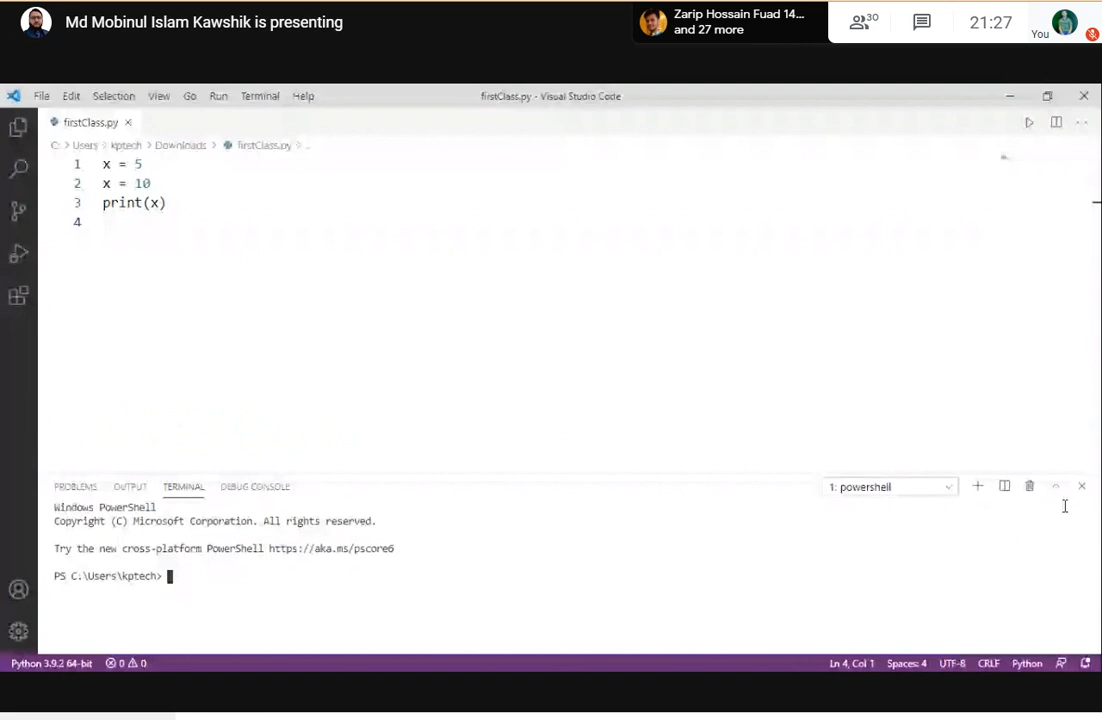 Md Mobinul Islam Kawshik is presenting
Zarip Hossain Fuad 14...
and 27 more
30
21:27
You
File Edit Selection View Go Run Terminal Help
firstClass.py - Visual Studio Code
firstClass.py
C: > Users > kptech > Downloads > firstClass.py > ..
1 x = 5
2 x = 10
3 print(x)
4
PROBLEMS OUTPUT TERMINAL DEBUG CONSOLE
1: powershell
Windows PowerShell
Copyright (C) Microsoft Corporation. All rights reserved.
Try the new cross-platform PowerShell https://aka.ms/pscore6
PS C:\Users\kptech>
Python 3.9.2 64-bit 0 0 Ln 4, Col 1 Spaces: 4 UTF-8 CRLF Python